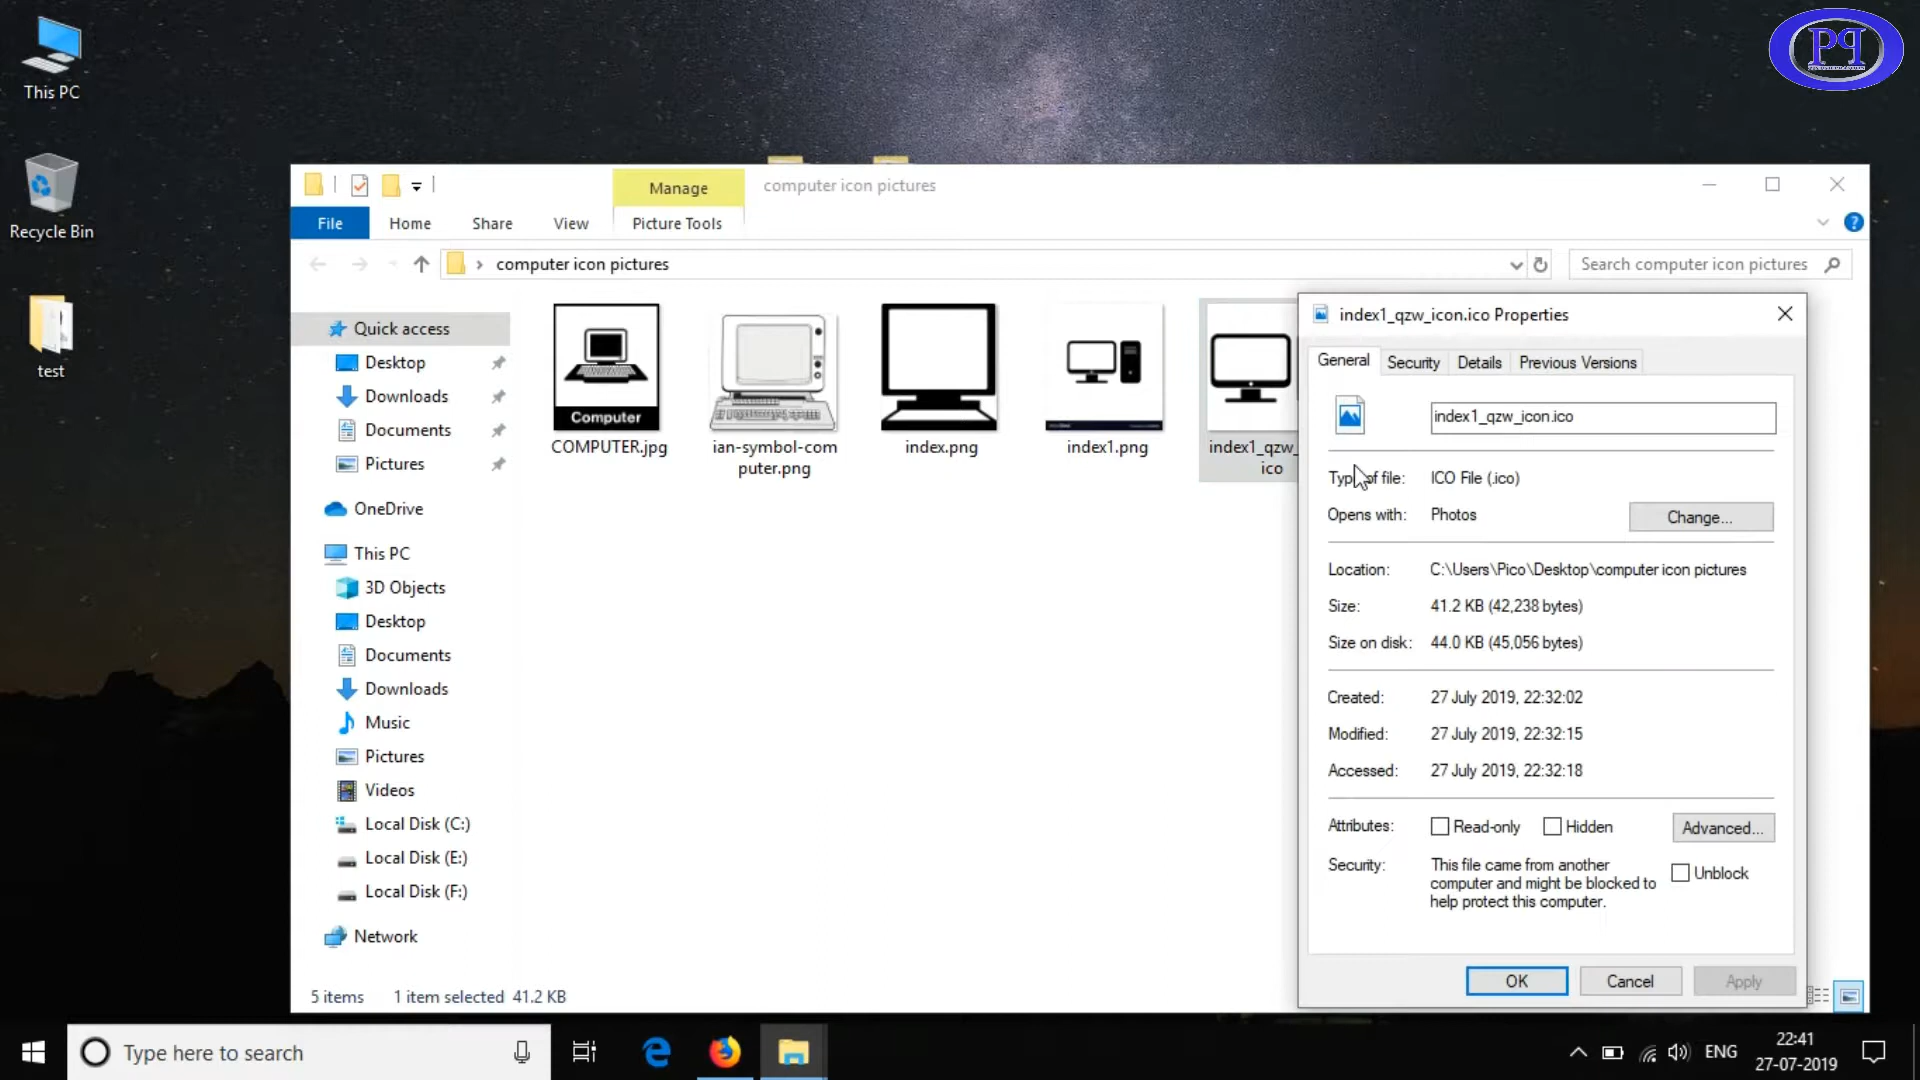 This PC
Recycle Bin
test
Manage
computer icon pictures
File
Home
Share
View
Picture Tools
computer icon pictures
Search computer icon pictures
Quick access
Desktop
Downloads
Documents
Pictures
OneDrive
This PC
3D Objects
Desktop
Documents
Downloads
Music
Pictures
Videos
Local Disk (C:)
Local Disk (E:)
Local Disk (F:)
Network
Computer
COMPUTER.jpg
ian-symbol-com
puter.png
index.png
index1.png
index1_qzw_
ico
index1_qzw_icon.ico Properties
General
Security
Details
Previous Versions
index1_qzw_icon.ico
Type of file: ICO File (.ico)
Opens with: Photos
Change...
Location: C:\Users\Pico\Desktop\computer icon pictures
Size: 41.2 KB (42,238 bytes)
Size on disk: 44.0 KB (45,056 bytes)
Created: 27 July 2019, 22:32:02
Modified: 27 July 2019, 22:32:15
Accessed: 27 July 2019, 22:32:18
Attributes: Read-only Hidden Advanced...
Security: This file came from another
computer and might be blocked to
help protect this computer.
Unblock
OK
Cancel
Apply
5 items 1 item selected 41.2 KB
Type here to search
ENG
22:41
27-07-2019